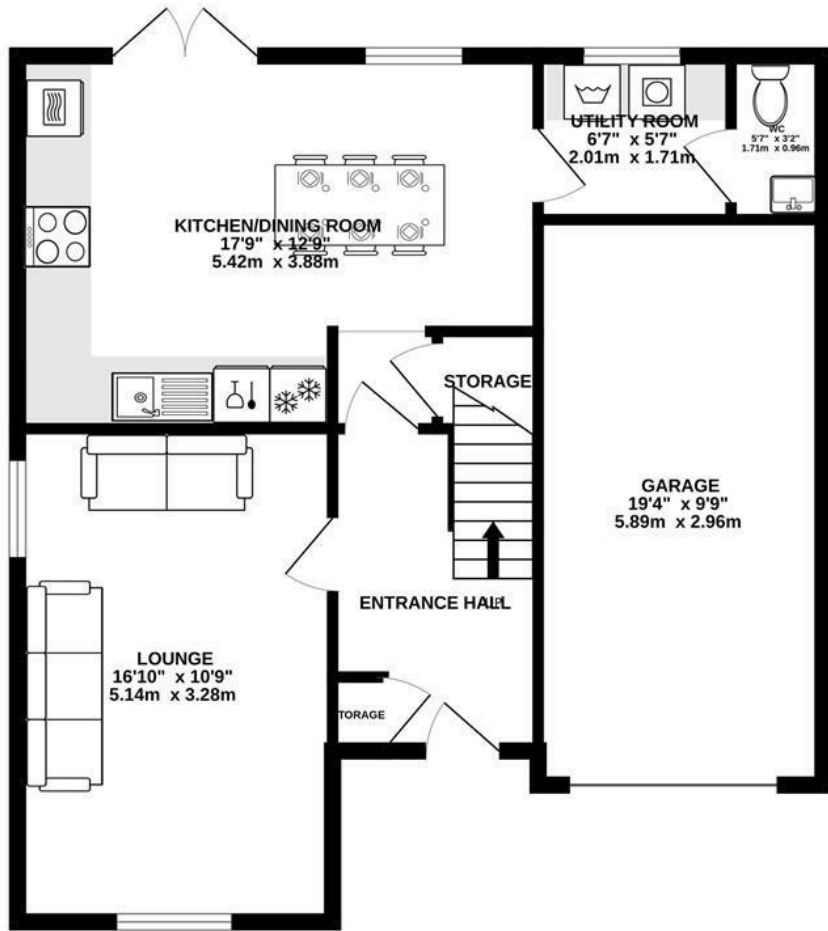 UTILITY ROOM
6'7" x 5'7"
2.01m x 1.71m
WC
5'7" x 3'2"
1.71m x 0.96m
KITCHEN/DINING ROOM
17'9" x 12'9"
5.42m x 3.88m
STORAGE
GARAGE
19'4" x 9'9"
5.89m x 2.96m
ENTRANCE HALL
UP
LOUNGE
16'10" x 10'9"
5.14m x 3.28m
TORAGE